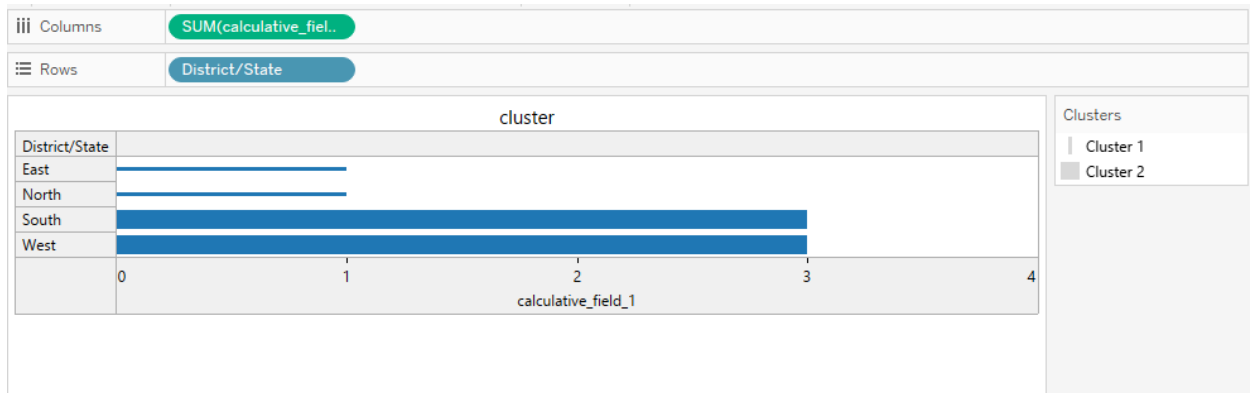 Columns SUM(calculative_fiel..
Rows District/State
cluster
District/State
East
North
South
West
0 1 2 3 4
calculative_field_1
Clusters
Cluster 1
Cluster 2